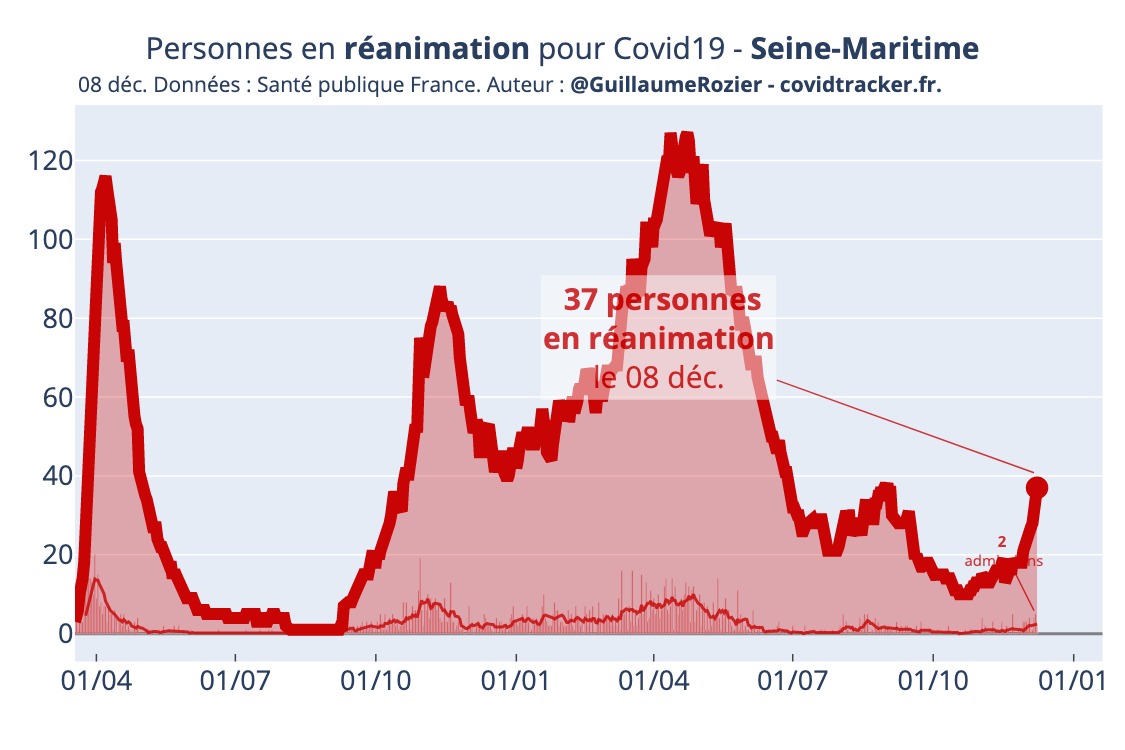 Personnes en réanimation pour Covid19 - Seine-Maritime
08 déc. Données : Santé publique France. Auteur : @GuillaumeRozier - covidtracker.fr.
120
100
80
60
40
20
0
37 personnes
en réanimation
le 08 déc.
2
admissions
01/04
01/07
01/10
01/01
01/04
01/07
01/10
01/01